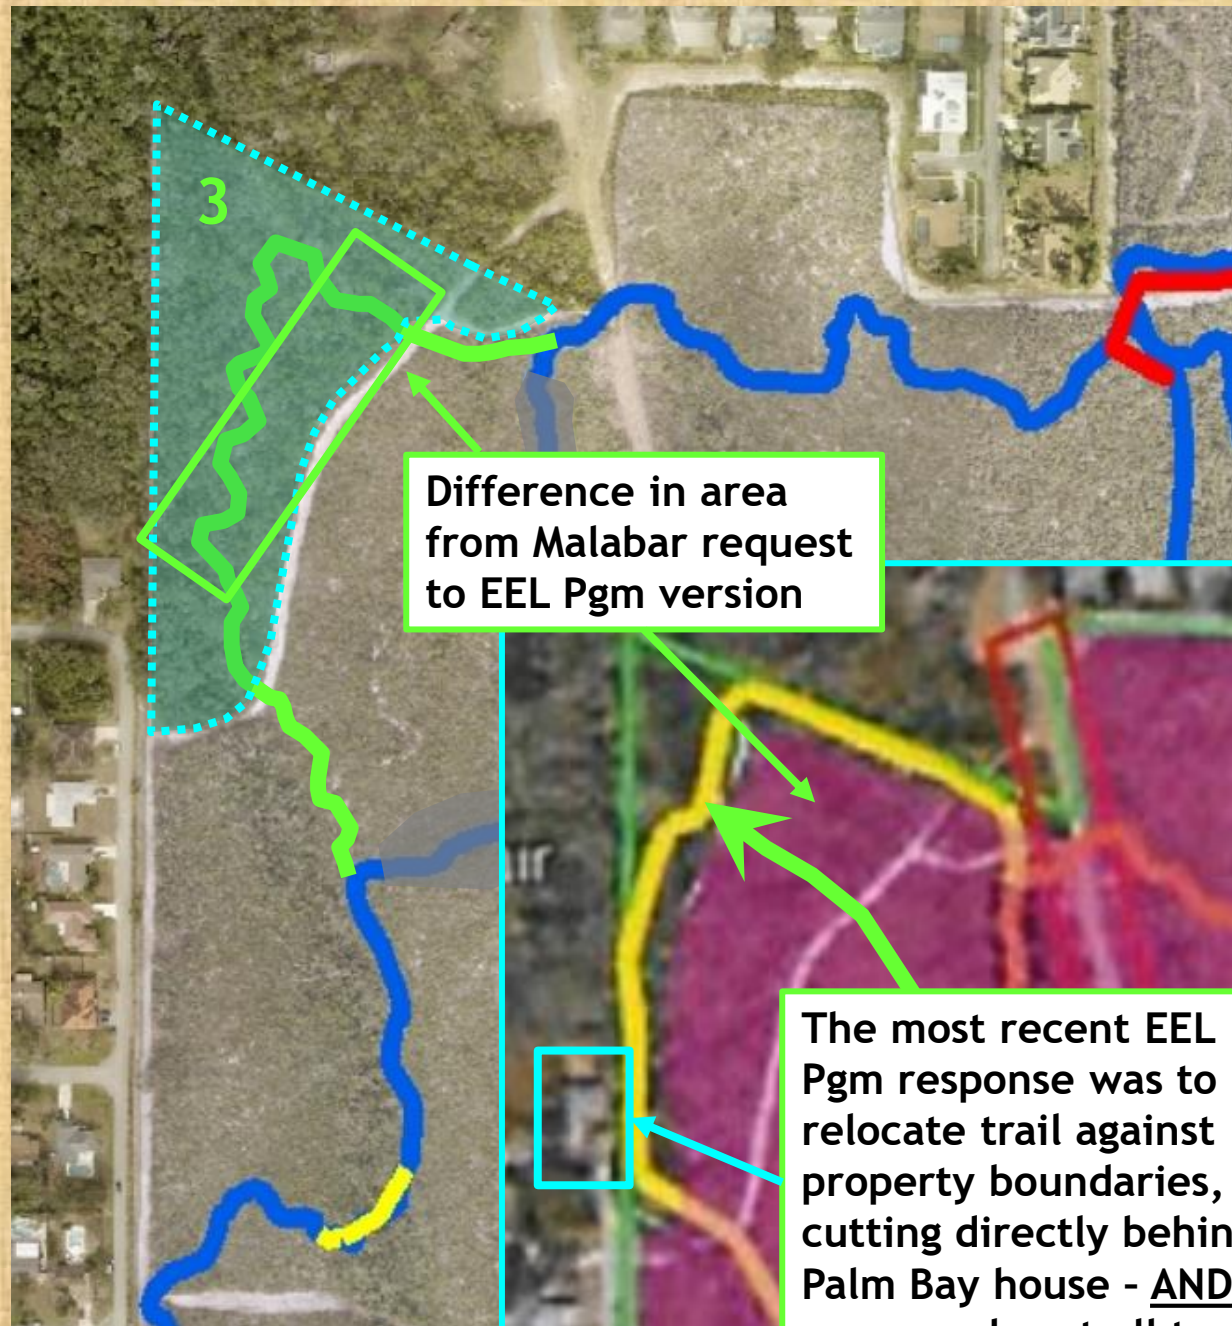 3
Difference in area
from Malabar request
to EEL Pgm version
The most recent EEL
Pgm response was to
relocate trail against
property boundaries,
cutting directly
Palm Bay house – AND